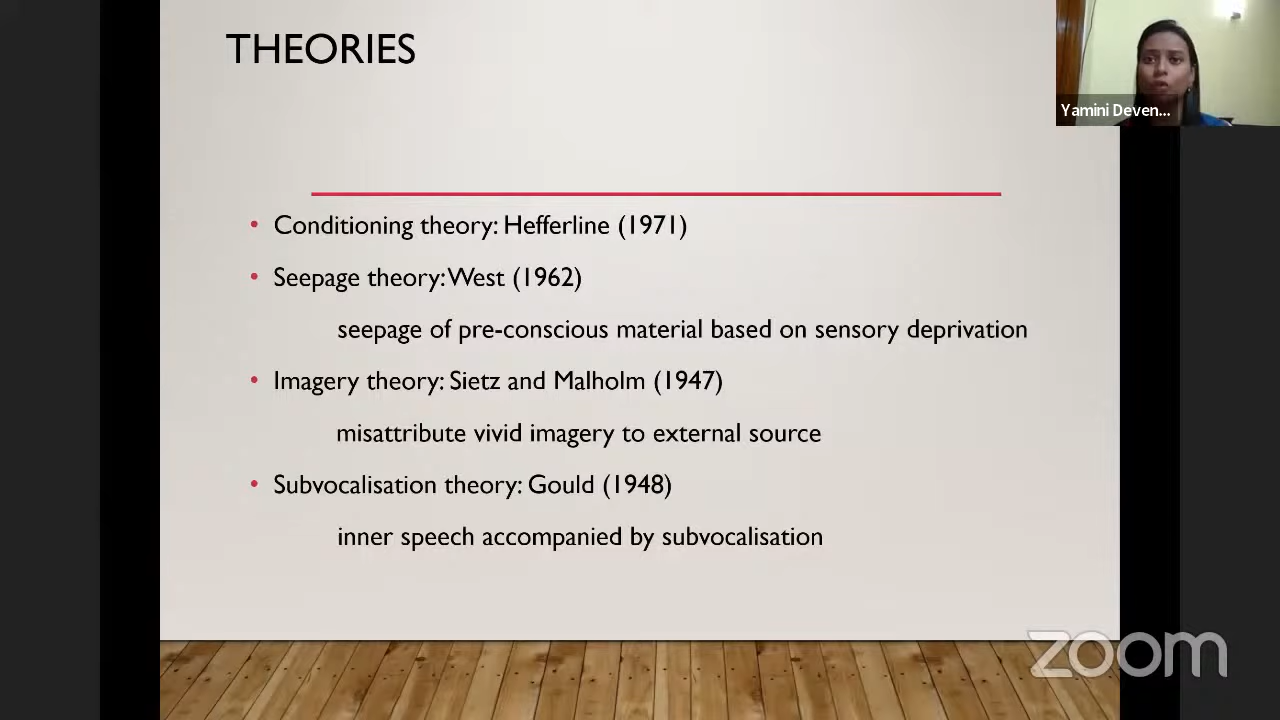 THEORIES
Yamini Deven...
• Conditioning theory: Hefferline (1971)
• Seepage theory: West (1962)
seepage of pre-conscious material based on sensory deprivation
• Imagery theory: Sietz and Malholm (1947)
misattribute vivid imagery to external source
• Subvocalisation theory: Gould (1948)
inner speech accompanied by subvocalisation
zoom